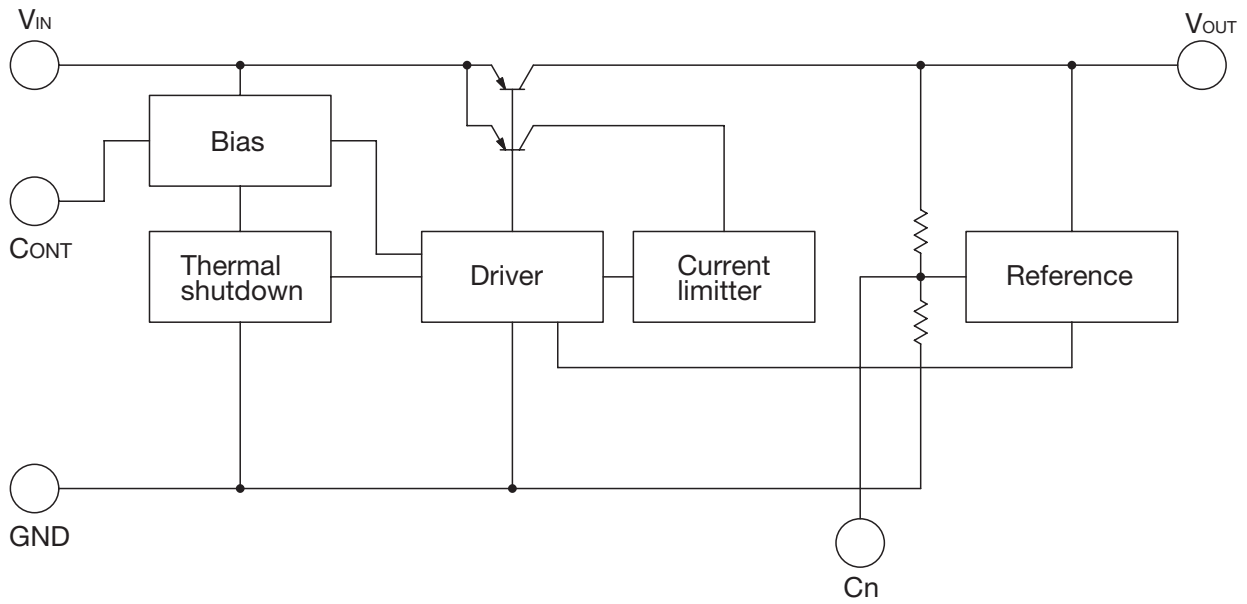 VIN
VOUT
Bias
CONT
Thermal
shutdown
Driver
Current
limitter
Reference
GND
Cn